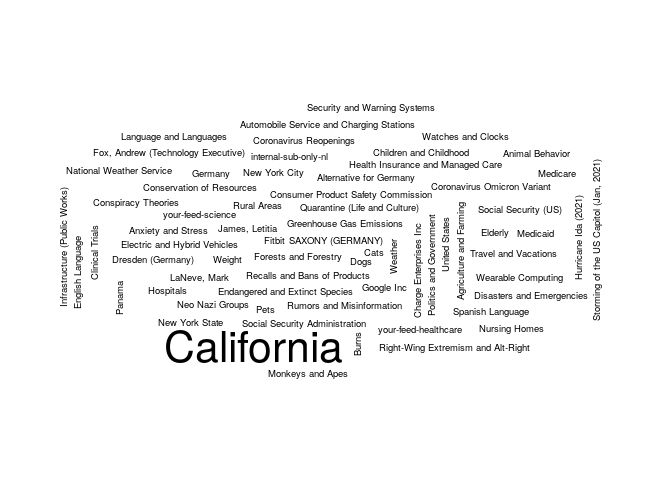 Security and Warning Systems
Automobile Service and Charging Stations
Language and Languages
Coronavirus Reopenings
Watches and Clocks
Fox, Andrew (Technology Executive)
internal-sub-only-nl
Children and Childhood
Animal Behavior
Health Insurance and Managed Care
National Weather Service
Germany
New York City
Alternative for Germany
Medicare
Conservation of Resources
Consumer Product Safety Commission
Coronavirus Omicron Variant
Conspiracy Theories
Rural Areas
Quarantine (Life and Culture)
Social Security (US)
your-feed-science
Anxiety and Stress
James, Letitia
Greenhouse Gas Emissions
Elderly
Medicaid
Electric and Hybrid Vehicles
Fitbit
SAXONY (GERMANY)
Dresden (Germany)
Weight
Forests and Forestry
Cats
Dogs
Travel and Vacations
LaNeve, Mark
Recalls and Bans of Products
Wearable Computing
Hospitals
Endangered and Extinct Species
Google Inc
Disasters and Emergencies
Neo Nazi Groups
Pets
Rumors and Misinformation
Spanish Language
New York State
Social Security Administration
your-feed-healthcare
Nursing Homes
California
Right-Wing Extremism and Alt-Right
Monkeys and Apes
Infrastructure (Public Works)
English Language
Clinical Trials
Panama
Burns
Weather
Charge Enterprises Inc
Politics and Government
United States
Agriculture and Farming
Hurricane Ida (2021)
Storming of the US Capitol (Jan, 2021)